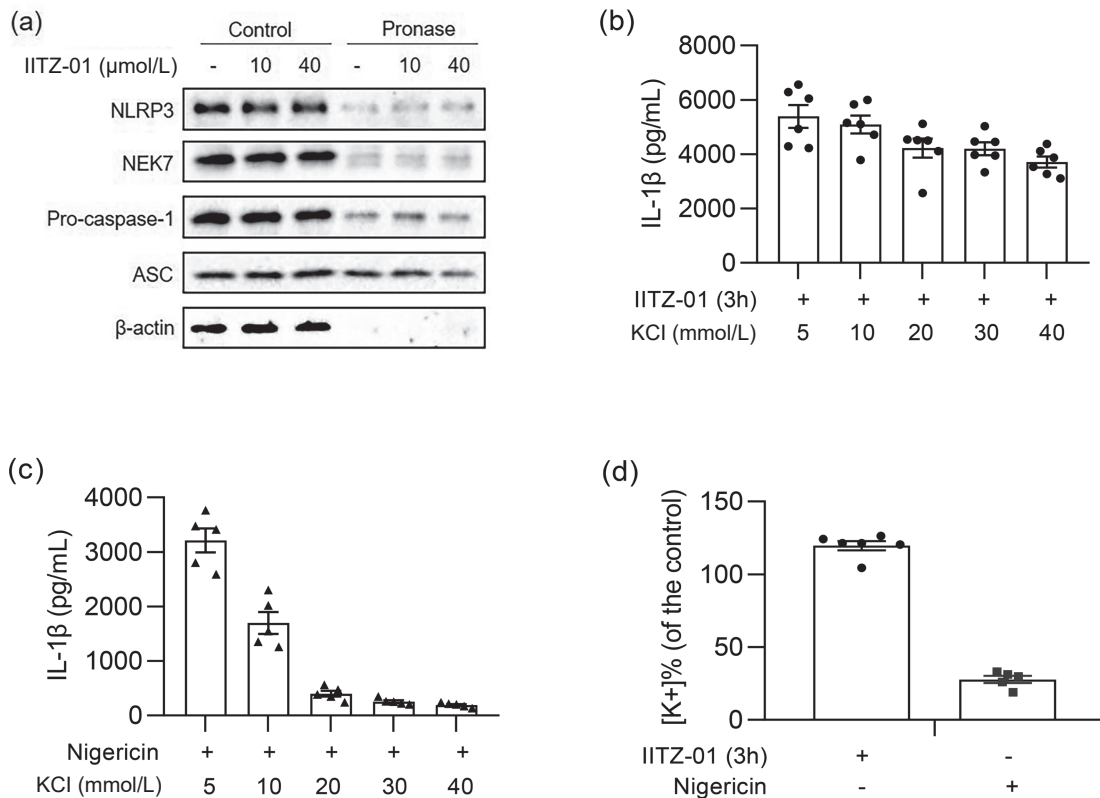 (a)
Control Pronase
IITZ-01 (μmol/L) - 10 40 - 10 40
NLRP3
NEK7
Pro-caspase-1
ASC
β-actin
(b)
IL-1β (pg/mL)
8000
6000
4000
2000
0
IITZ-01 (3h) + + + + +
KCl (mmol/L) 5 10 20 30 40
(c)
IL-1β (pg/mL)
4000
3000
2000
1000
0
Nigericin + + + + +
KCl (mmol/L) 5 10 20 30 40
(d)
[K+]% (of the control)
150
100
50
0
IITZ-01 (3h) + -
Nigericin - +